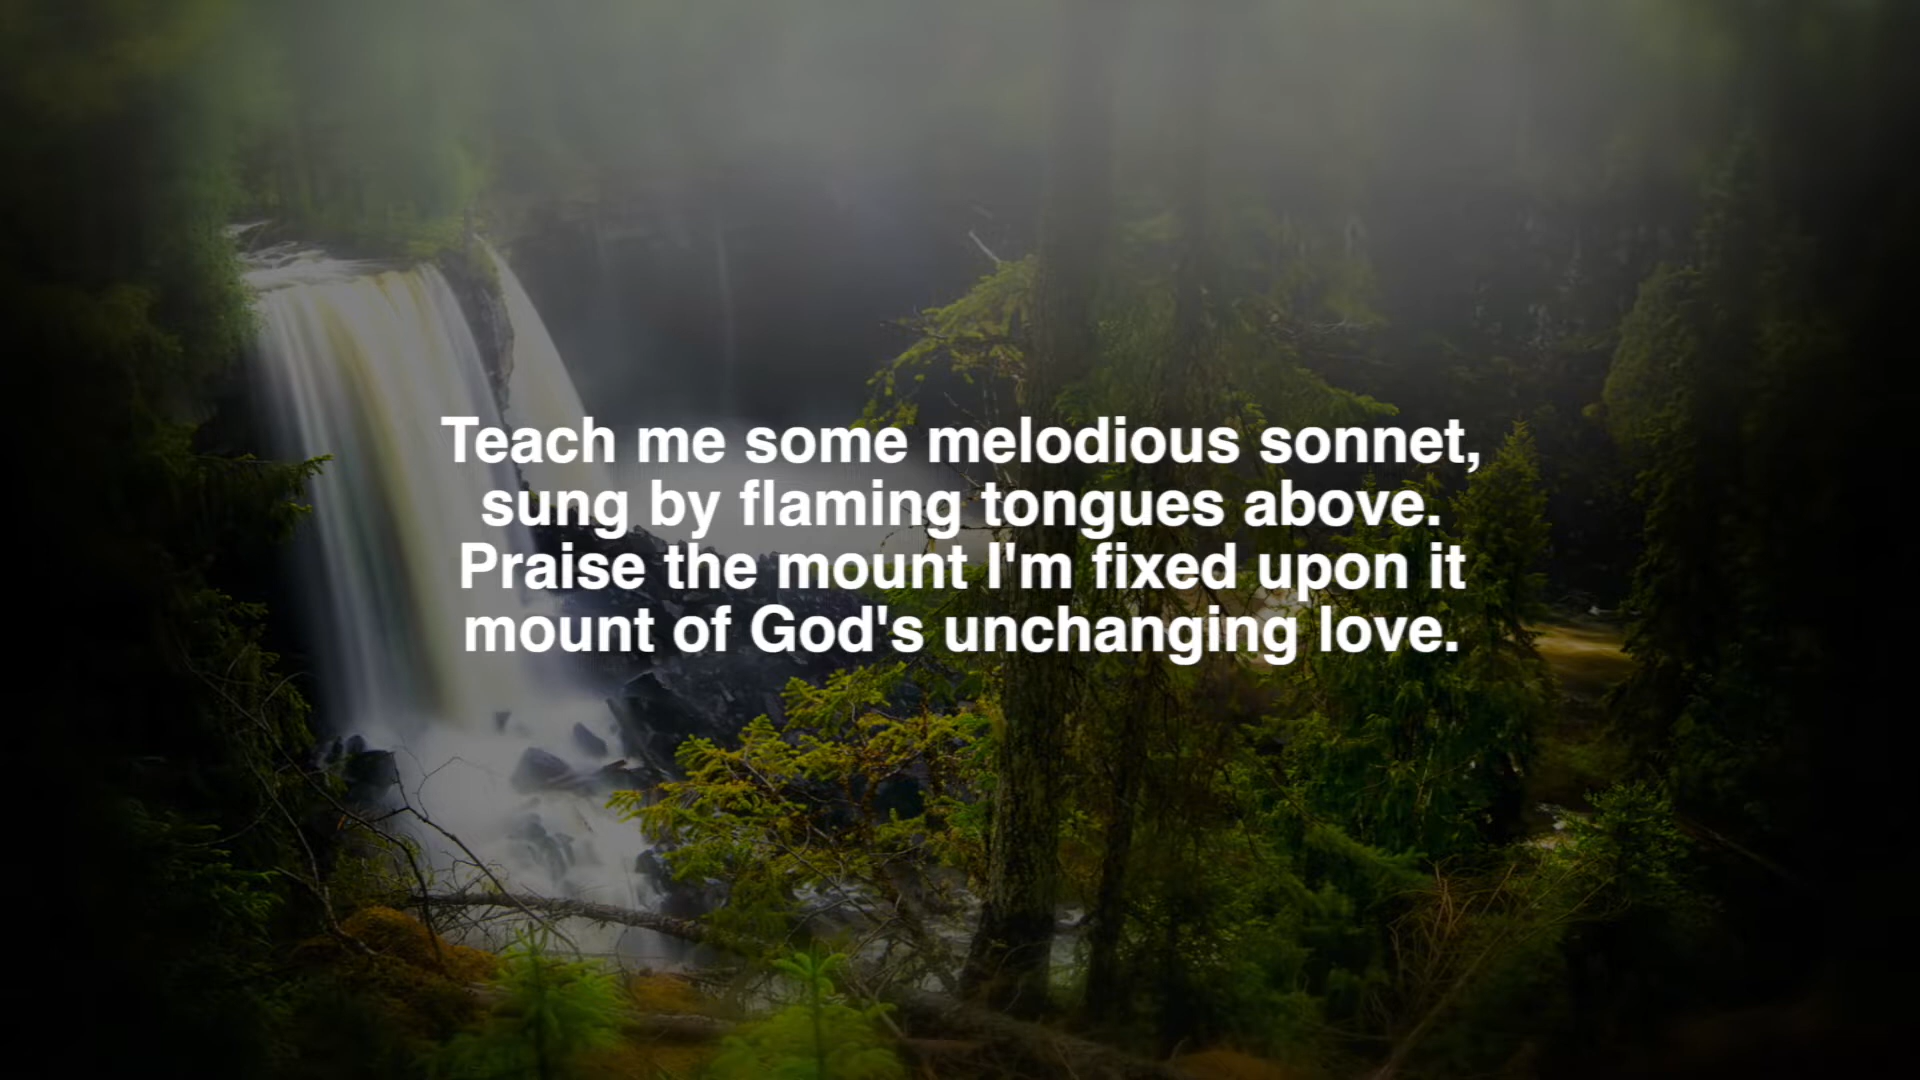 Teach me some melodious sonnet,
sung by flaming tongues above.
Praise the mount I'm fixed upon it
mount of God's unchanging love.